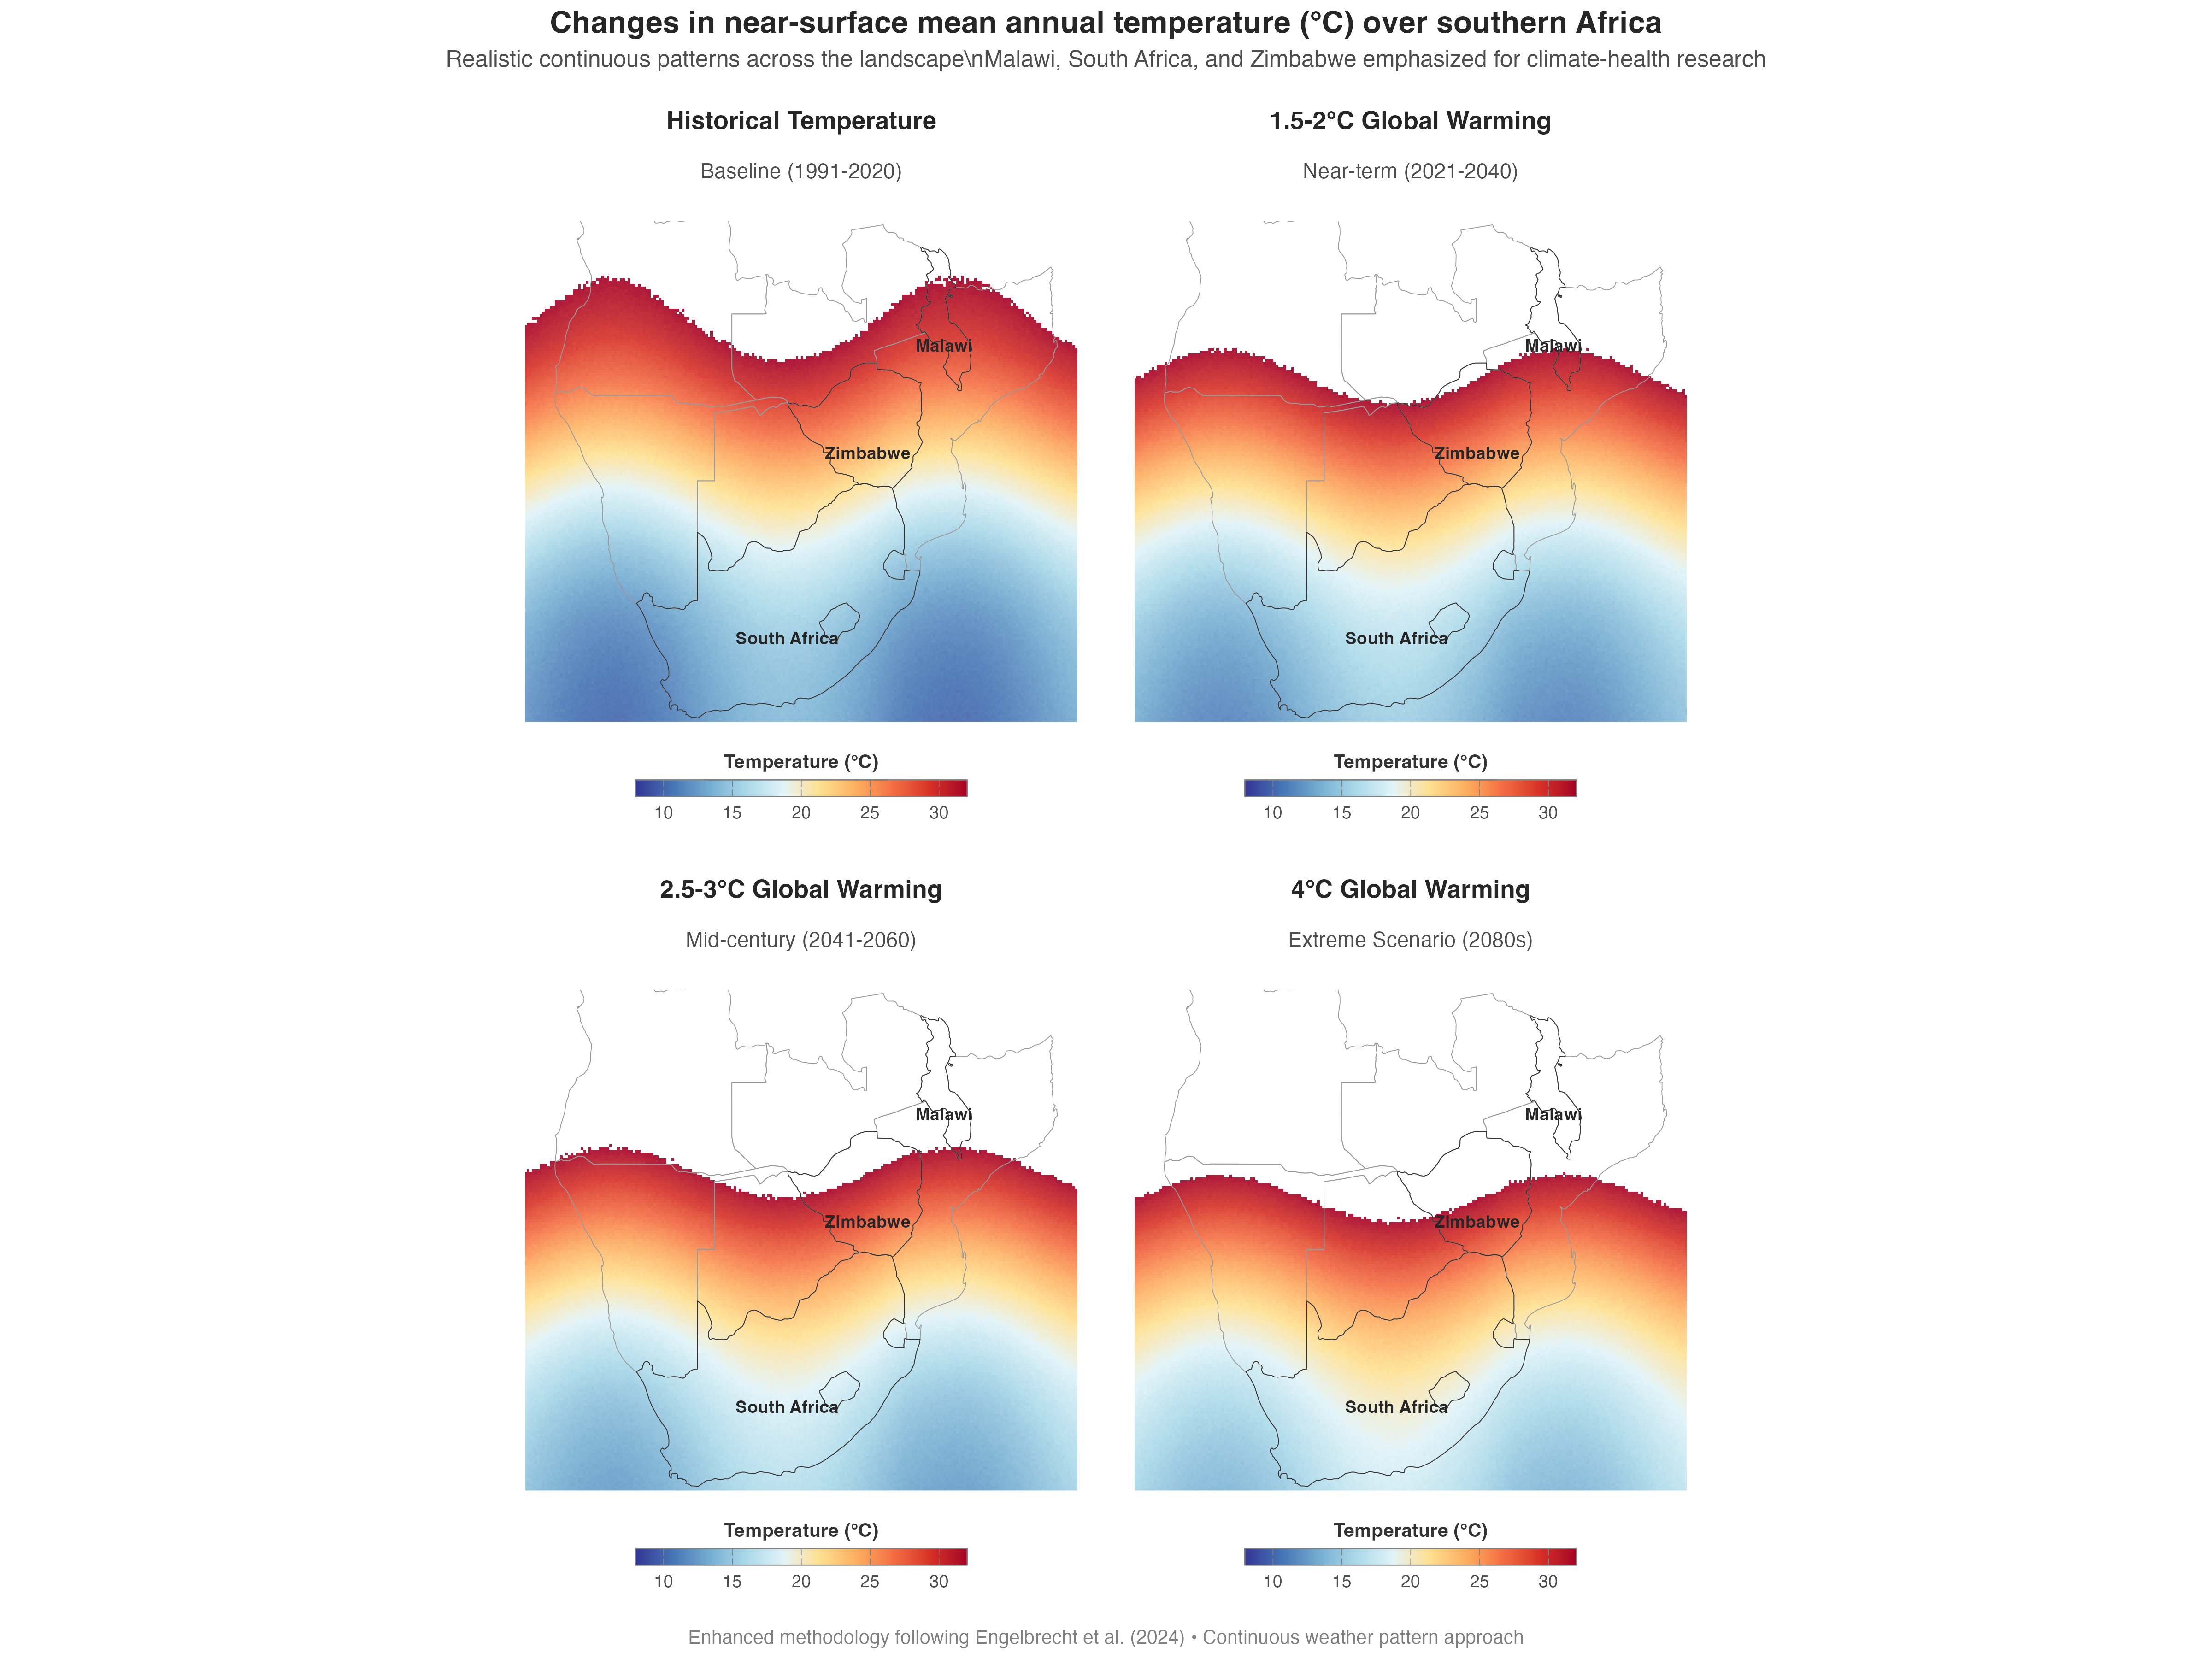 Changes in near-surface mean annual temperature (°C) over southern Africa
Realistic continuous patterns across the landscape\nMalawi, South Africa, and Zimbabwe emphasized for climate-health research
Historical Temperature
Baseline (1991-2020)
Malawi
Zimbabwe
South Africa
Temperature (°C)
10 15 20 25 30
1.5-2°C Global Warming
Near-term (2021-2040)
Malawi
Zimbabwe
South Africa
Temperature (°C)
10 15 20 25 30
2.5-3°C Global Warming
Mid-century (2041-2060)
Malawi
Zimbabwe
South Africa
Temperature (°C)
10 15 20 25 30
4°C Global Warming
Extreme Scenario (2080s)
Malawi
Zimbabwe
South Africa
Temperature (°C)
10 15 20 25 30
Enhanced methodology following Engelbrecht et al. (2024) • Continuous weather pattern approach